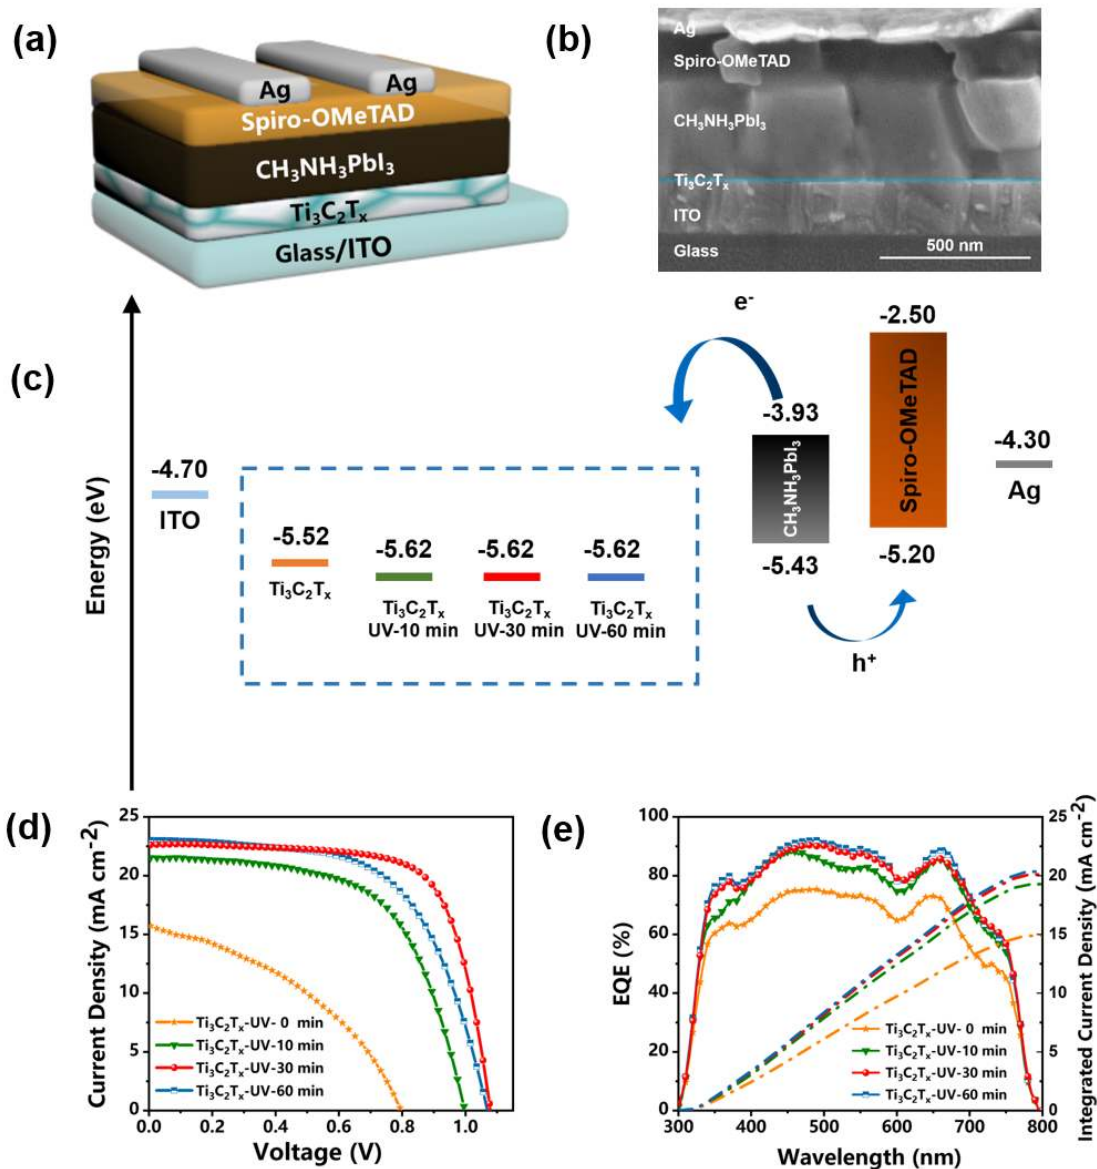 (a)
Ag
Ag
Spiro-OMeTAD
CH₃NH₃PbI₃
Ti₃C₂Tₓ
Glass/ITO
(b)
Ag
Spiro-OMeTAD
CH₃NH₃PbI₃
Ti₃C₂Tₓ
ITO
Glass
500 nm
(c)
Energy (eV)
-4.70
ITO
-5.52
Ti₃C₂Tₓ
-5.62
Ti₃C₂Tₓ
UV-10 min
-5.62
Ti₃C₂Tₓ
UV-30 min
-5.62
Ti₃C₂Tₓ
UV-60 min
e⁻
-3.93
CH₃NH₃PbI₃
-5.43
-2.50
Spiro-OMeTAD
-5.20
h⁺
-4.30
Ag
(d)
Current Density (mA cm⁻²)
25
20
15
10
5
0
Ti₃C₂Tₓ-UV- 0 min
Ti₃C₂Tₓ-UV-10 min
Ti₃C₂Tₓ-UV-30 min
Ti₃C₂Tₓ-UV-60 min
0.0 0.2 0.4 0.6 0.8 1.0
Voltage (V)
(e)
EQE (%)
100
80
60
40
20
0
Ti₃C₂Tₓ-UV- 0 min
Ti₃C₂Tₓ-UV-10 min
Ti₃C₂Tₓ-UV-30 min
Ti₃C₂Tₓ-UV-60 min
300 400 500 600 700 800
Wavelength (nm)
25
20
15
10
5
0
Integrated Current Density (mA cm⁻²)